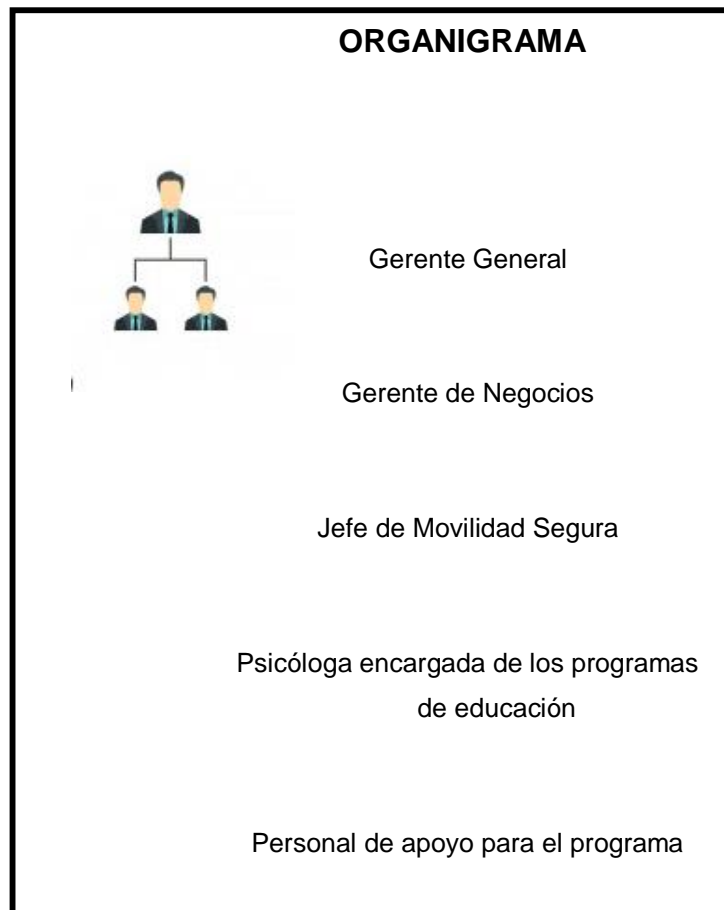 ORGANIGRAMA
Gerente General
Gerente de Negocios
Jefe de Movilidad Segura
Psicóloga encargada de los programas
de educación
Personal de apoyo para el programa